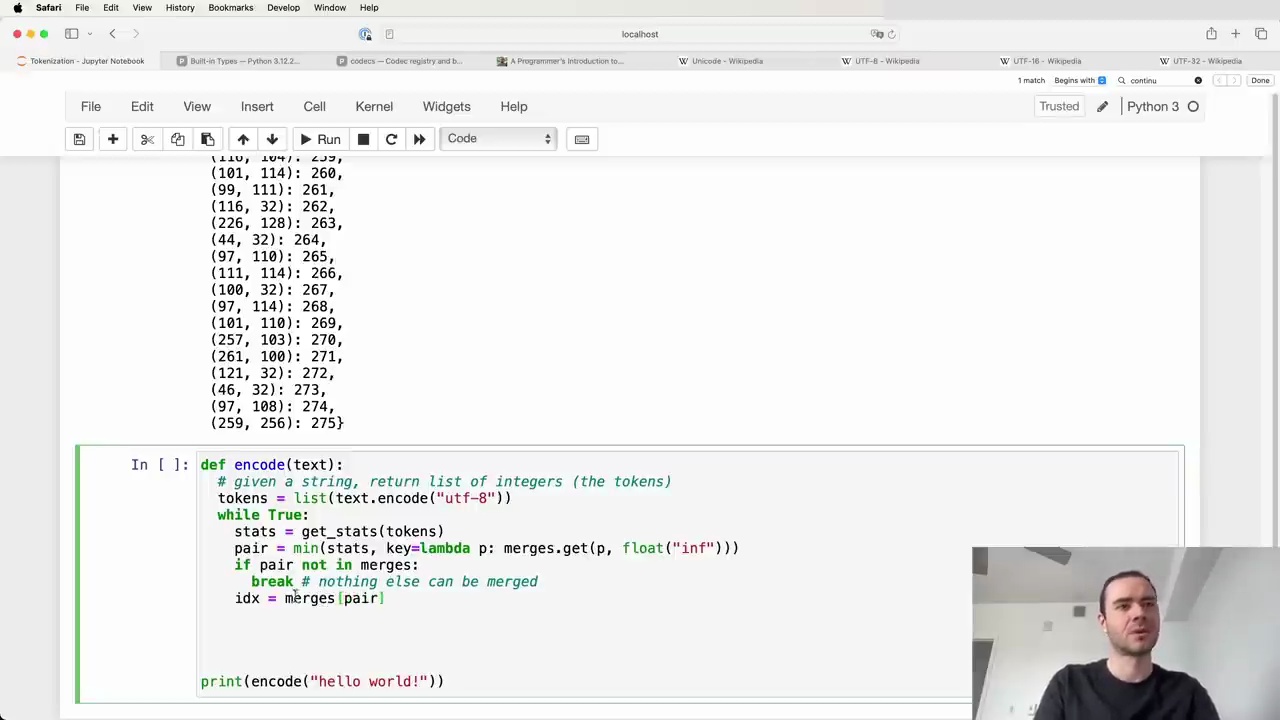 Safari File Edit View History Bookmarks Develop Window Help
localhost
Tokenization - Jupyter Notebook
Built-in Types — Python 3.12.2...
codecs — Codec registry and b...
A Programmer's Introduction to...
Unicode - Wikipedia
UTF-8 - Wikipedia
UTF-16 - Wikipedia
UTF-32 - Wikipedia
1 match Begins with continu Done
File Edit View Insert Cell Kernel Widgets Help
Trusted Python 3
Run Code
(116, 104): 259,
(101, 114): 260,
(99, 111): 261,
(116, 32): 262,
(226, 128): 263,
(44, 32): 264,
(97, 110): 265,
(111, 114): 266,
(100, 32): 267,
(97, 114): 268,
(101, 110): 269,
(257, 103): 270,
(261, 100): 271,
(121, 32): 272,
(46, 32): 273,
(97, 108): 274,
(259, 256): 275}
In [ ]: def encode(text):
# given a string, return list of integers (the tokens)
tokens = list(text.encode("utf-8"))
while True:
stats = get_stats(tokens)
pair = min(stats, key=lambda p: merges.get(p, float("inf")))
if pair not in merges:
break # nothing else can be merged
idx = merges[pair]
print(encode("hello world!"))